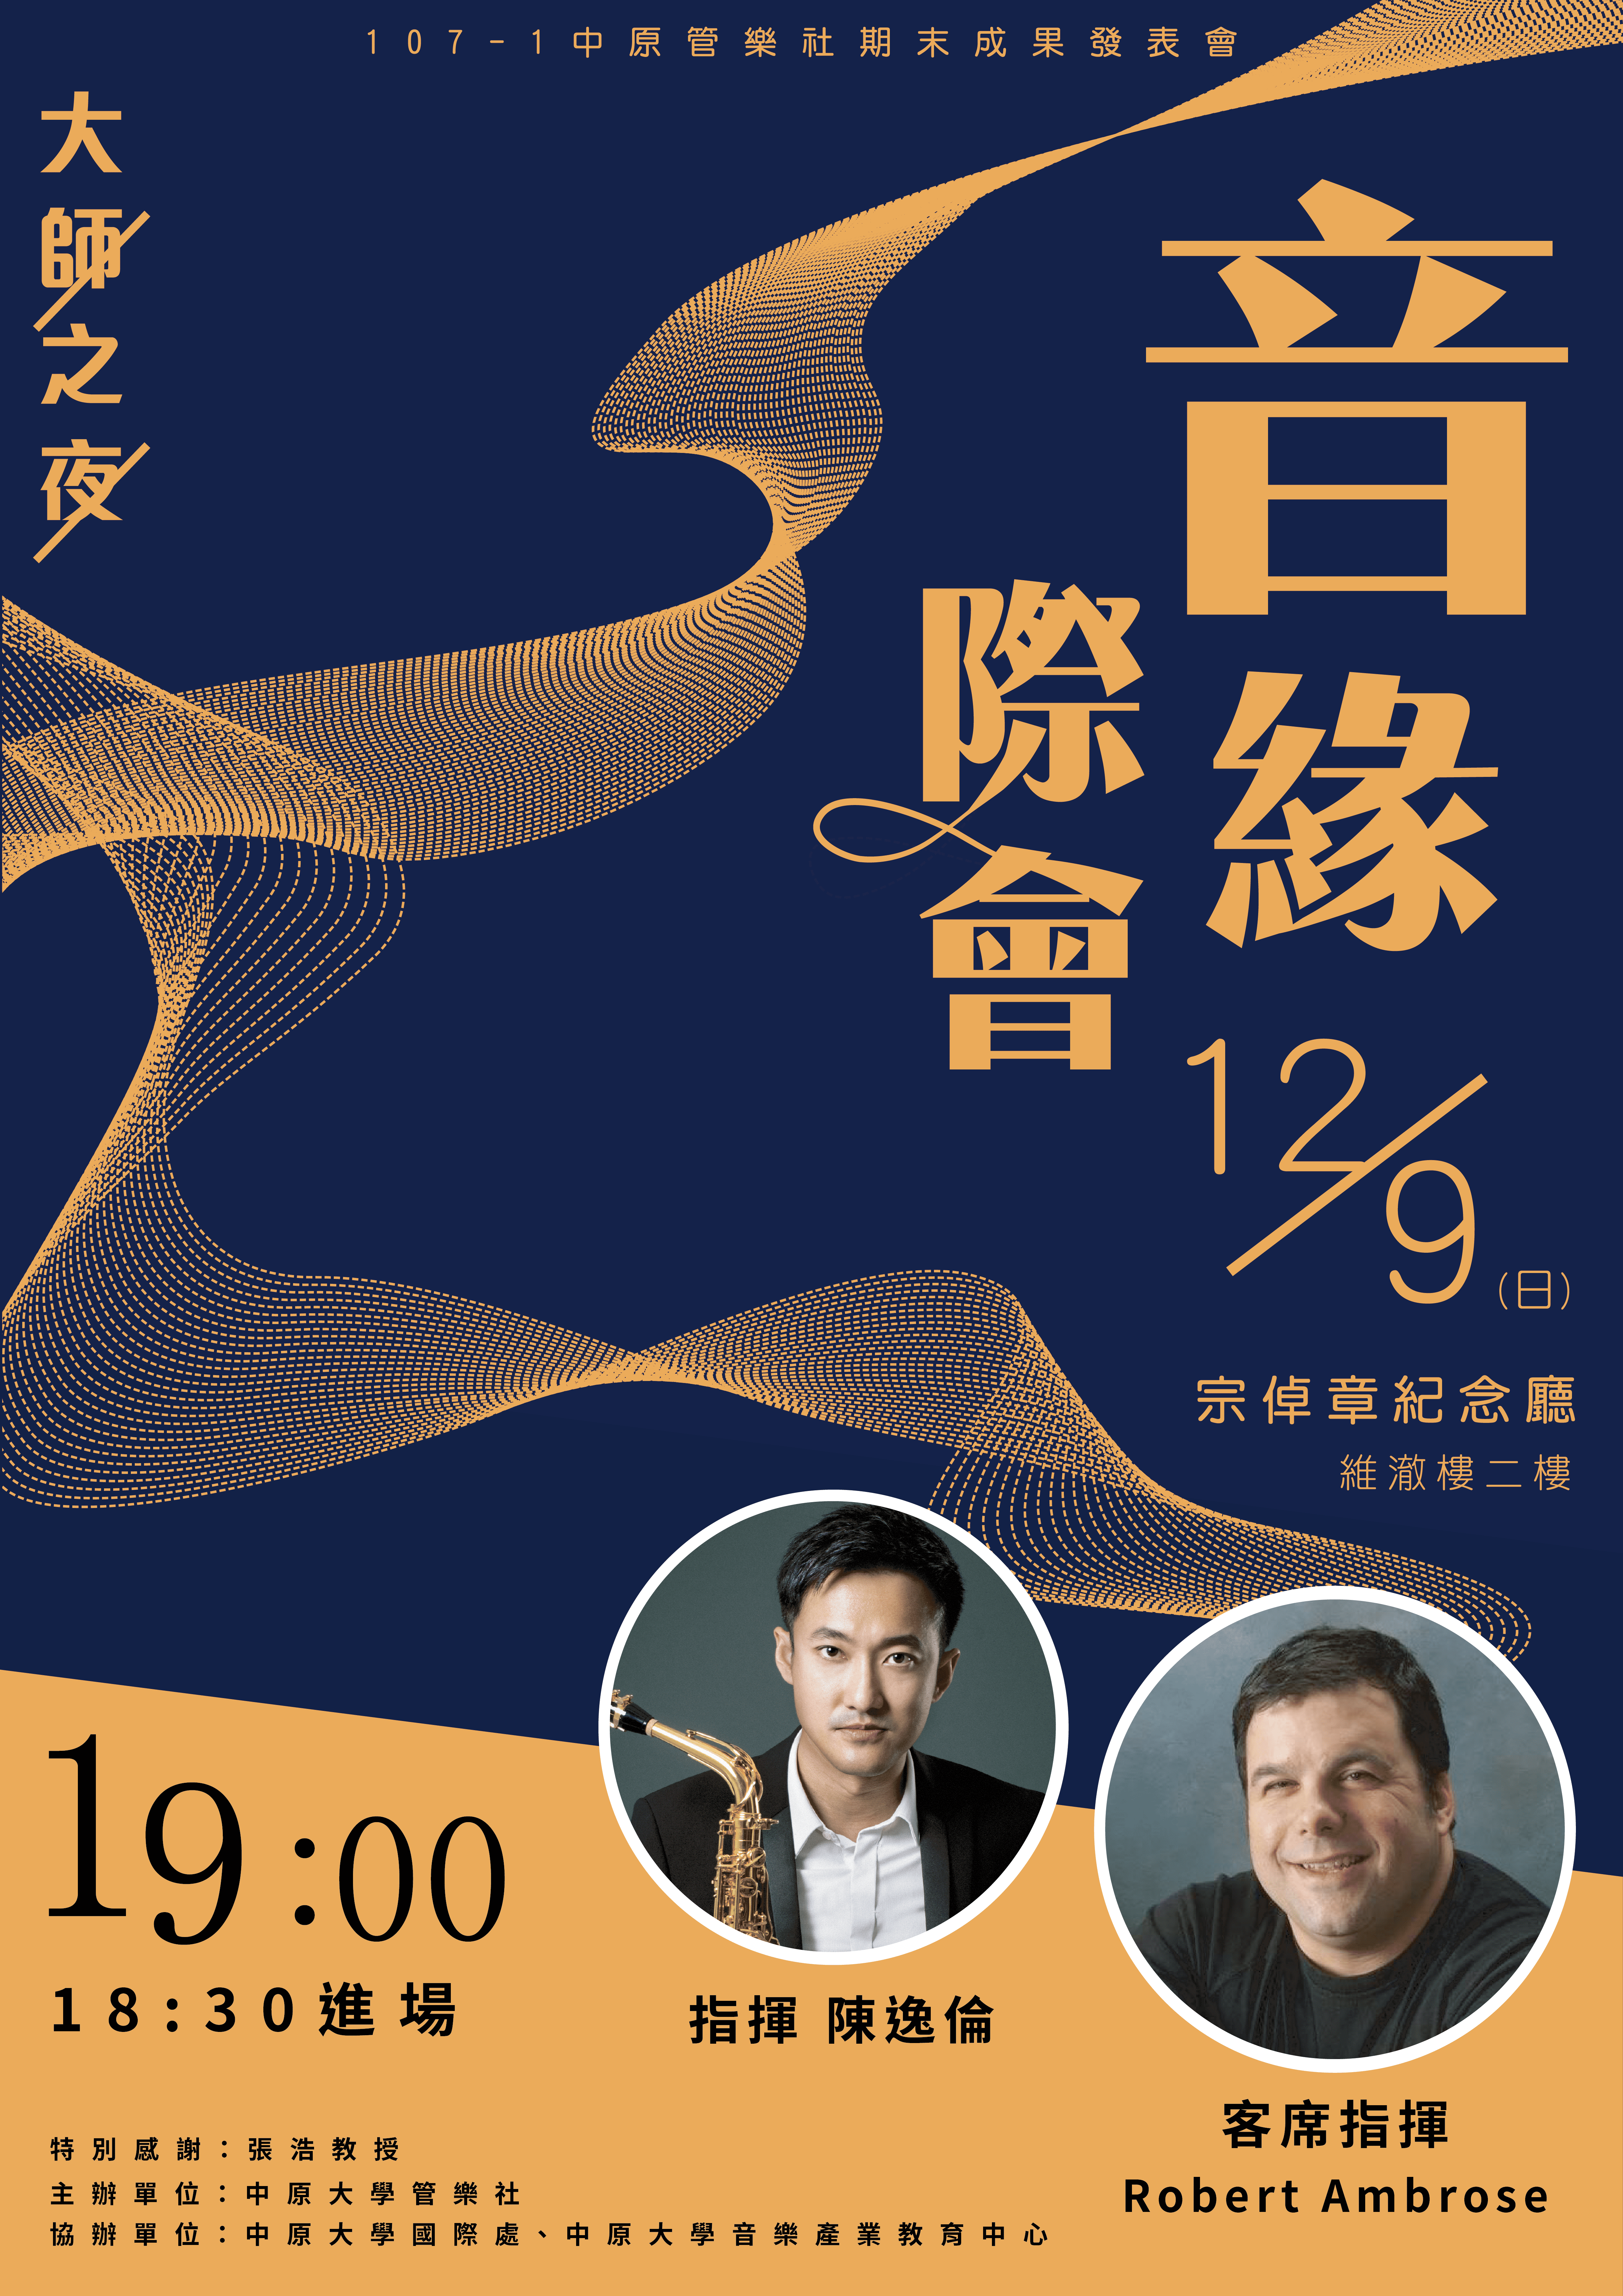 107-1中原管樂社期末成果發表會
大師之夜
音緣
際會
12/9(日)
宗倬章紀念廳
維澈樓二樓
19:00
18:30進場
指揮 陳逸倫
客席指揮
Robert Ambrose
特別感謝：張浩教授
主辦單位：中原大學管樂社
協辦單位：中原大學國際處、中原大學音樂產業教育中心